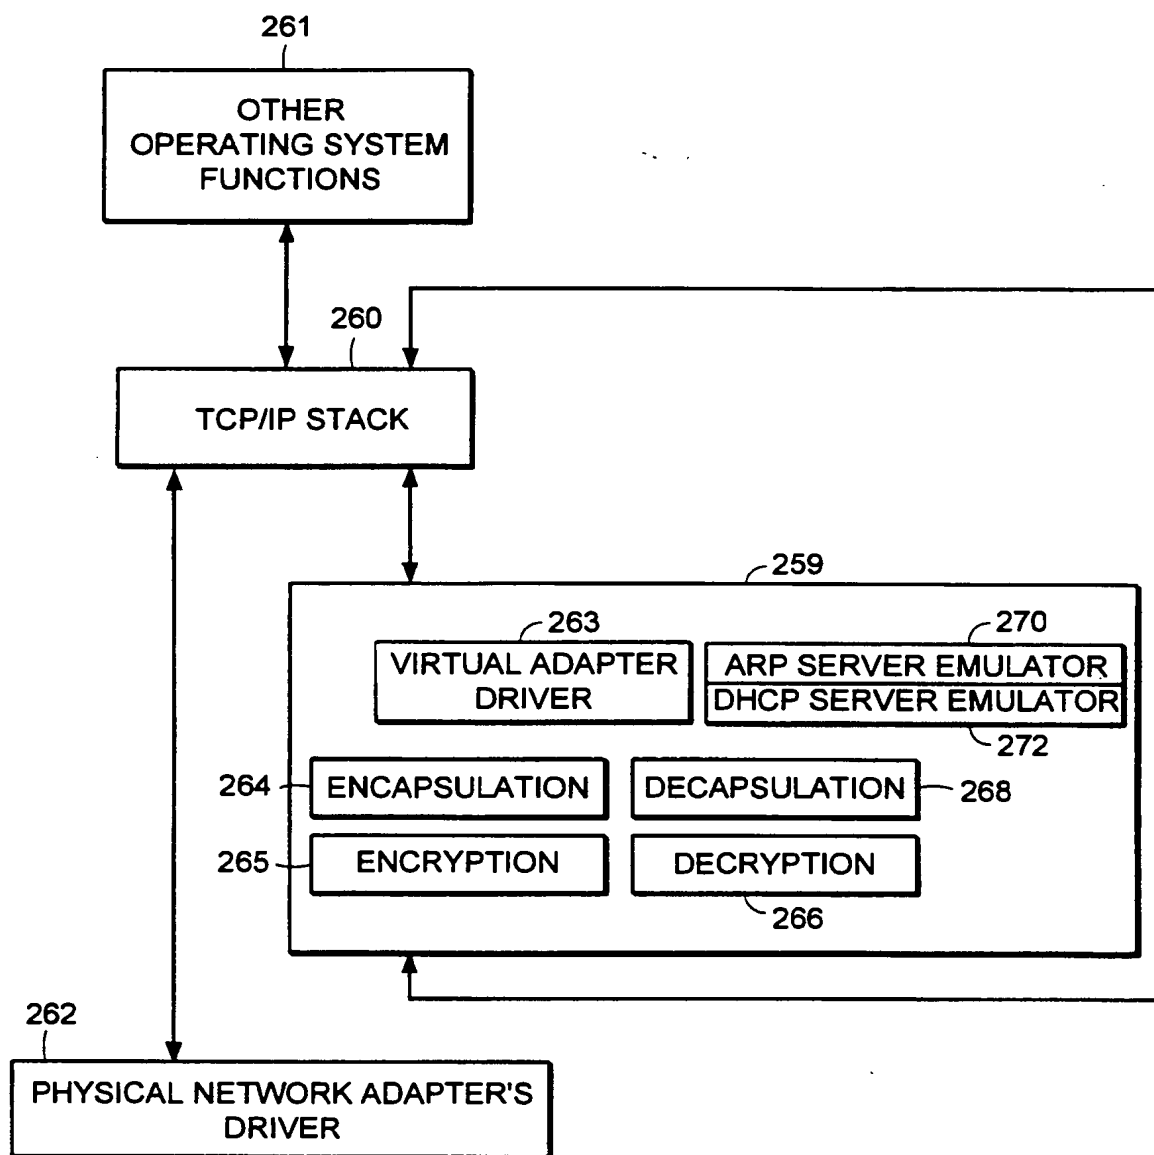 261
OTHER
OPERATING SYSTEM
FUNCTIONS
260
TCP/IP STACK
259
263
VIRTUAL ADAPTER
DRIVER
270
ARP SERVER EMULATOR
DHCP SERVER EMULATOR
272
264
ENCAPSULATION
DECAPSULATION
268
265
ENCRYPTION
DECRYPTION
266
262
PHYSICAL NETWORK ADAPTER'S
DRIVER